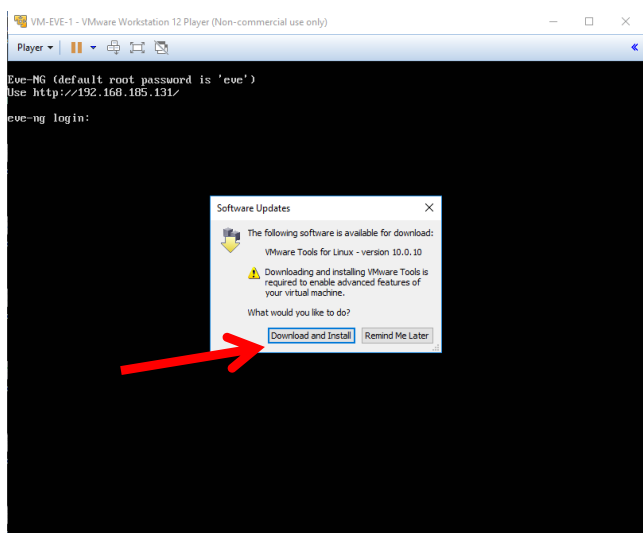 VM-EVE-1 - VMware Workstation 12 Player (Non-commercial use only)
Player
Eve-NG (default root password is 'eve')
Use http://192.168.185.131/
eve-ng login:
Software Updates
The following software is available for download:
VMware Tools for Linux - version 10.0.10
Downloading and installing VMware Tools is
required to enable advanced features of
your virtual machine.
What would you like to do?
Download and Install Remind Me Later